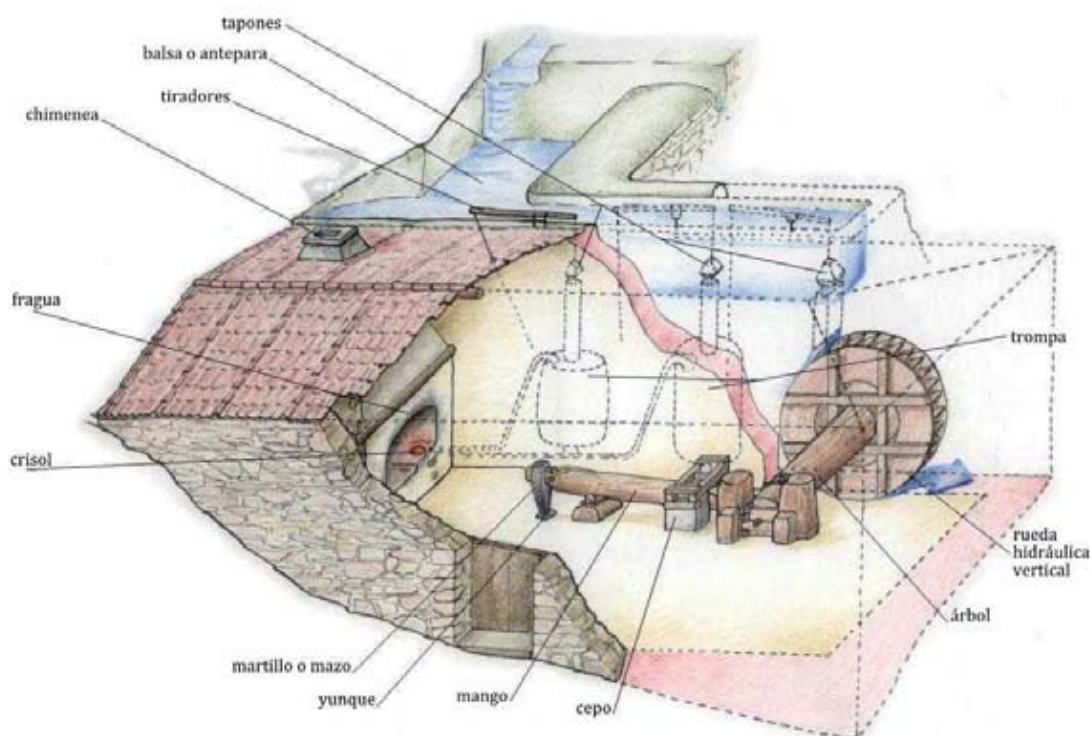 tapones
balsa o antepara
tiradores
chimenea
fragua
trompa
crisol
rueda
hidráulica
vertical
árbol
martillo o mazo
yunque
mango
cepo